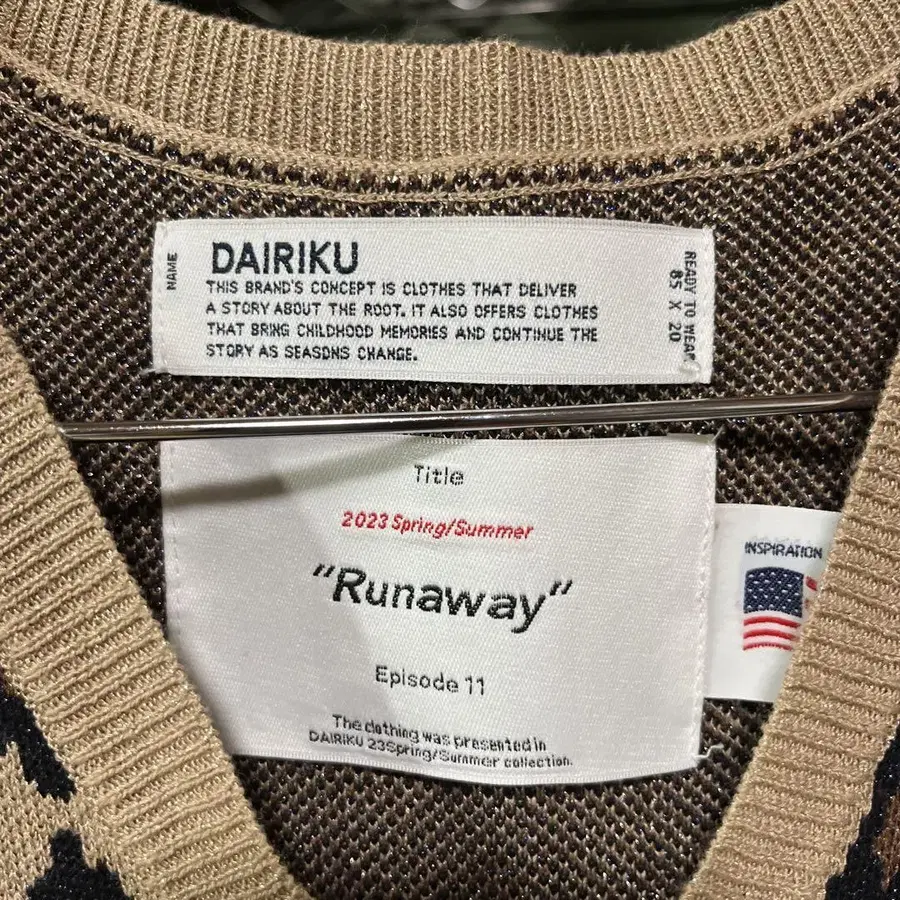 NAME
DAIRIKU
THIS BRAND'S CONCEPT IS CLOTHES THAT DELIVER
A STORY ABOUT THE ROOT. IT ALSO OFFERS CLOTHES
THAT BRING CHILDHOOD MEMORIES AND CONTINUE THE
STORY AS SEASONS CHANGE.
READY TO WEAR
85 X 20
Title
2023 Spring/Summer
"Runaway"
Episode 11
The clothing was presented in
DAIRIKU 23Spring/Summer collection.
INSPIRATION